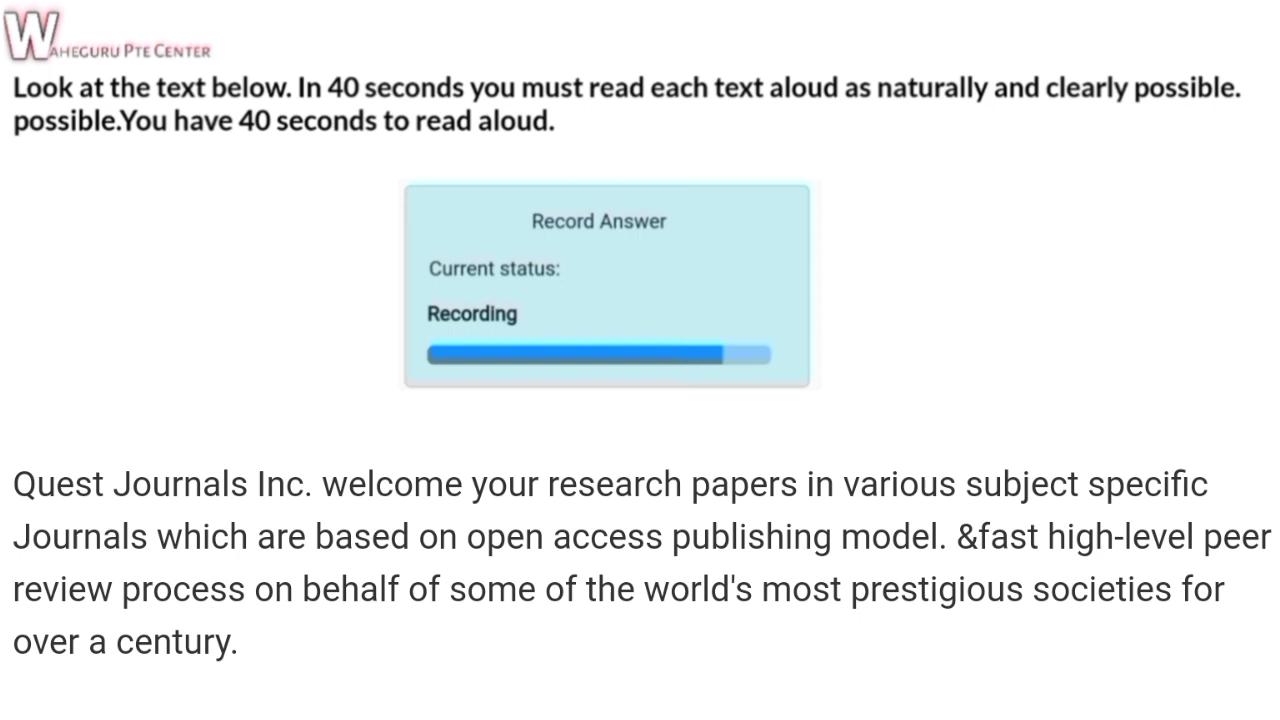 WAHEGURU PTE CENTER
Look at the text below. In 40 seconds you must read each text aloud as naturally and clearly possible.
possible.You have 40 seconds to read aloud.
Record Answer
Current status:
Recording
Quest Journals Inc. welcome your research papers in various subject specific
Journals which are based on open access publishing model. &fast high-level peer
review process on behalf of some of the world's most prestigious societies for
over a century.